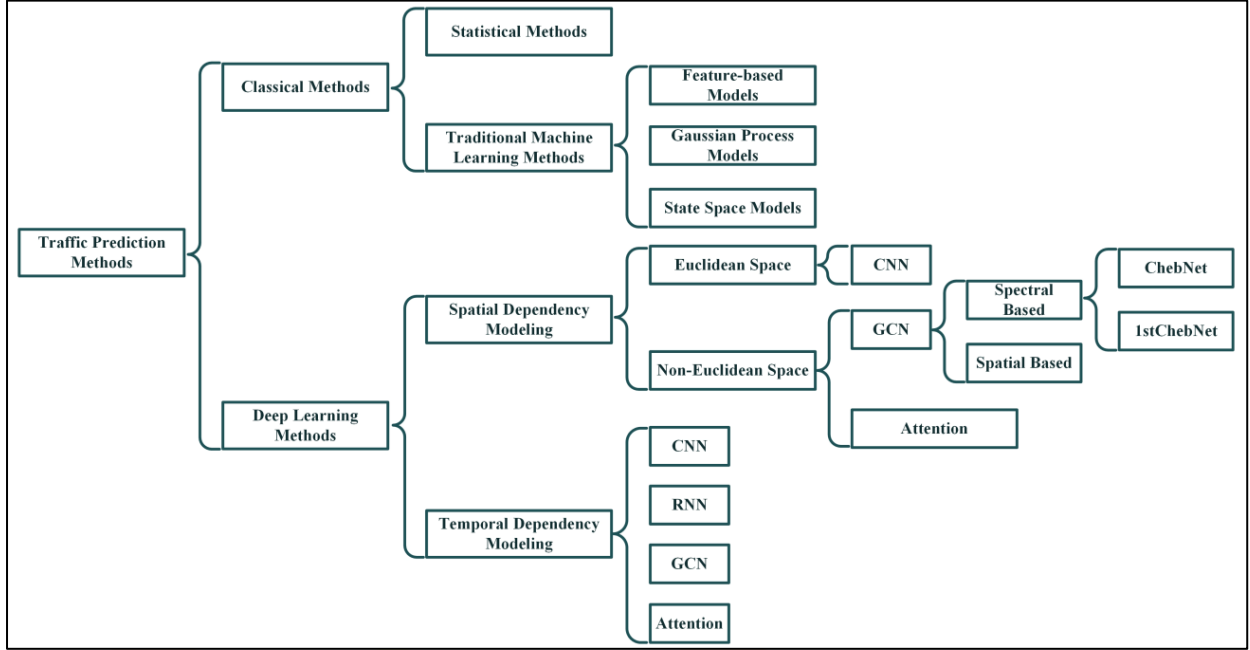 Statistical Methods
Classical Methods
Feature-based
Models
Traditional Machine
Learning Methods
Gaussian Process
Models
State Space Models
Traffic Prediction
Methods
Euclidean Space
CNN
ChebNet
Spectral
Based
Spatial Dependency
Modeling
GCN
1stChebNet
Non-Euclidean Space
Spatial Based
Deep Learning
Methods
Attention
CNN
RNN
Temporal Dependency
Modeling
GCN
Attention